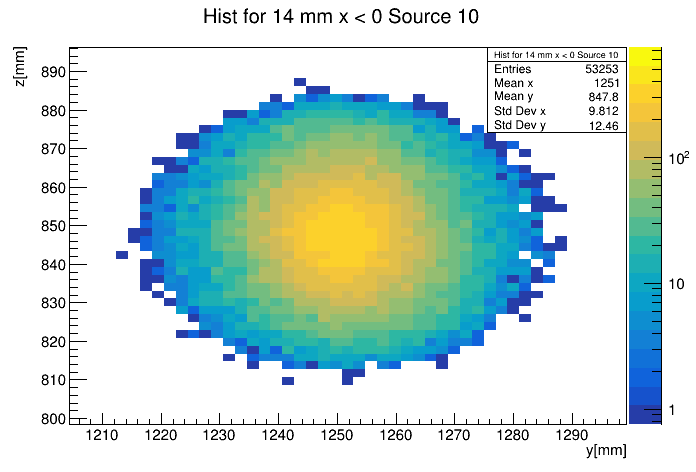 Hist for 14 mm x < 0 Source 10
z[mm]
Hist for 14 mm x < 0 Source 10
Entries 53253
Mean x 1251
Mean y 847.8
Std Dev x 9.812
Std Dev y 12.46
890
880
870
860
850
840
830
820
810
800
1210 1220 1230 1240 1250 1260 1270 1280 1290
y[mm]
10²
10
1